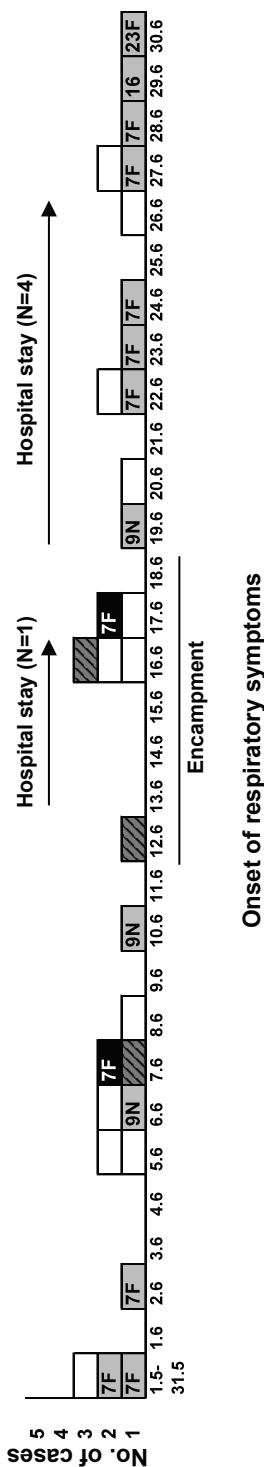 Hospital stay (N=1)
Hospital stay (N=4)
No. of cases
5
4
3
2
1
7F
7F
7F
9N
7F
9N
7F
9N
7F
7F
7F
7F
7F
16
23F
1.5-
31.5
1.6
2.6
3.6
4.6
5.6
6.6
7.6
8.6
9.6
10.6
11.6
12.6
13.6
14.6
15.6
16.6
17.6
18.6
19.6
20.6
21.6
22.6
23.6
24.6
25.6
26.6
27.6
28.6
29.6
30.6
Encampment
Onset of respiratory symptoms